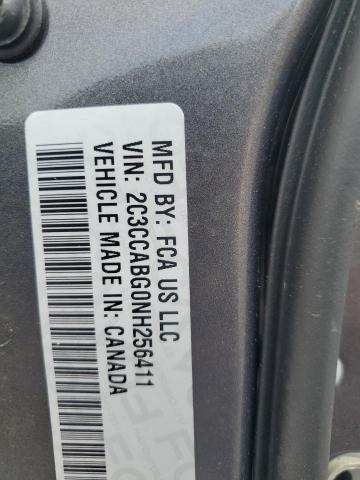 MFD BY: FCA US LLC
VIN: 2C3CCABG0NH256411
VEHICLE MADE IN: CANADA